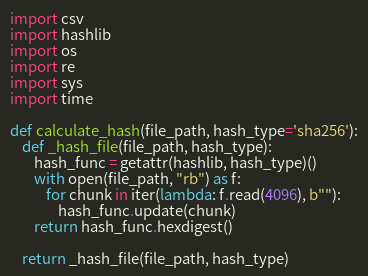 import csv
import hashlib
import os
import re
import sys
import time

def calculate_hash(file_path, hash_type='sha256'):
    def _hash_file(file_path, hash_type):
        hash_func = getattr(hashlib, hash_type)()
        with open(file_path, "rb") as f:
            for chunk in iter(lambda: f.read(4096), b""):
                hash_func.update(chunk)
        return hash_func.hexdigest()

    return _hash_file(file_path, hash_type)